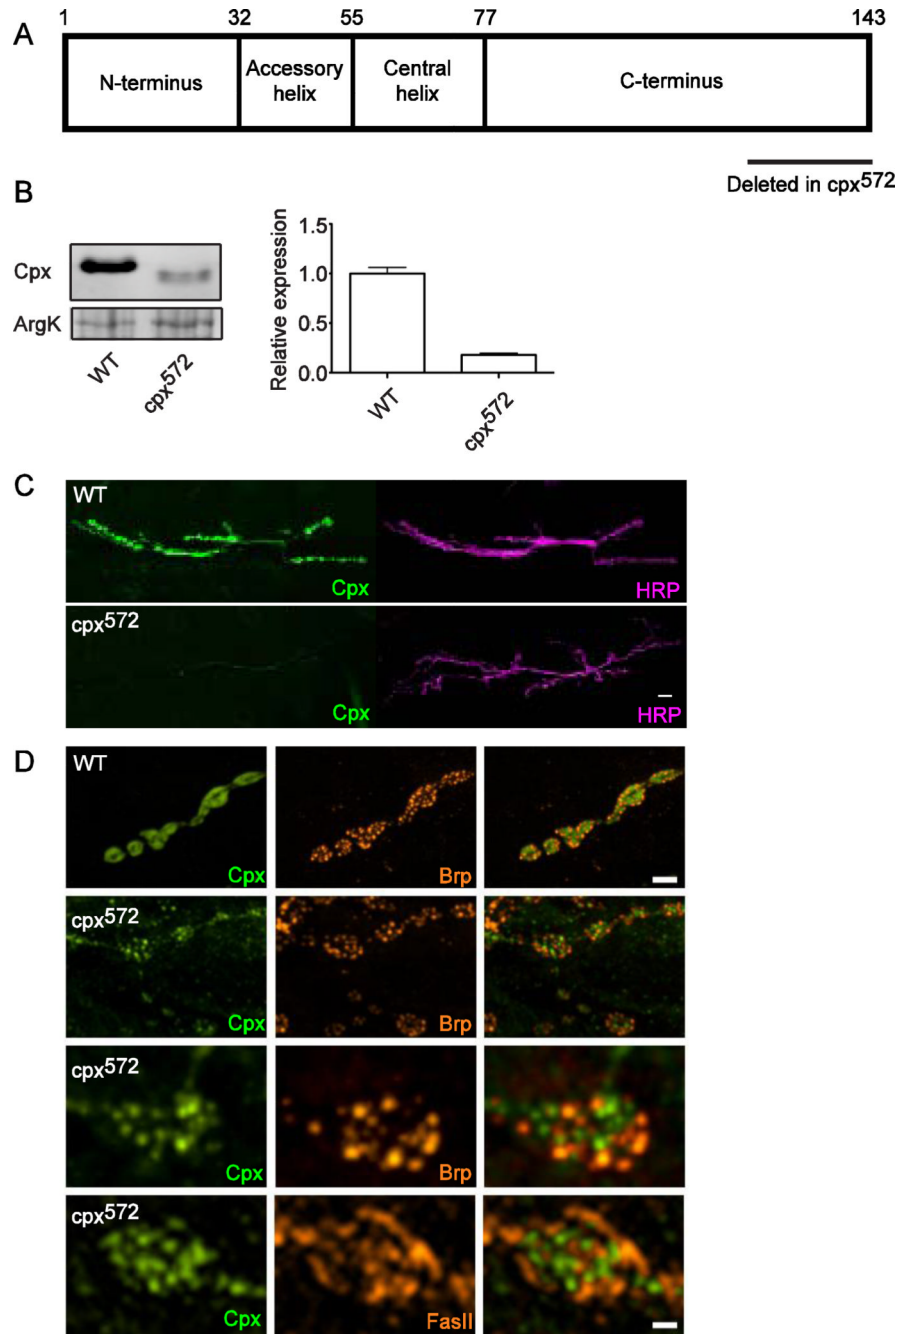 1 32 55 77 143
A
N-terminus
Accessory helix
Central helix
C-terminus
Deleted in cpx572
B
Cpx
ArgK
WT
cpx572
Relative expression
1.5
1.0
0.5
0.0
WT
cpx572
C
WT
Cpx
HRP
cpx572
Cpx
HRP
D
WT
Cpx
Brp
cpx572
Cpx
Brp
cpx572
Cpx
Brp
cpx572
Cpx
FasII